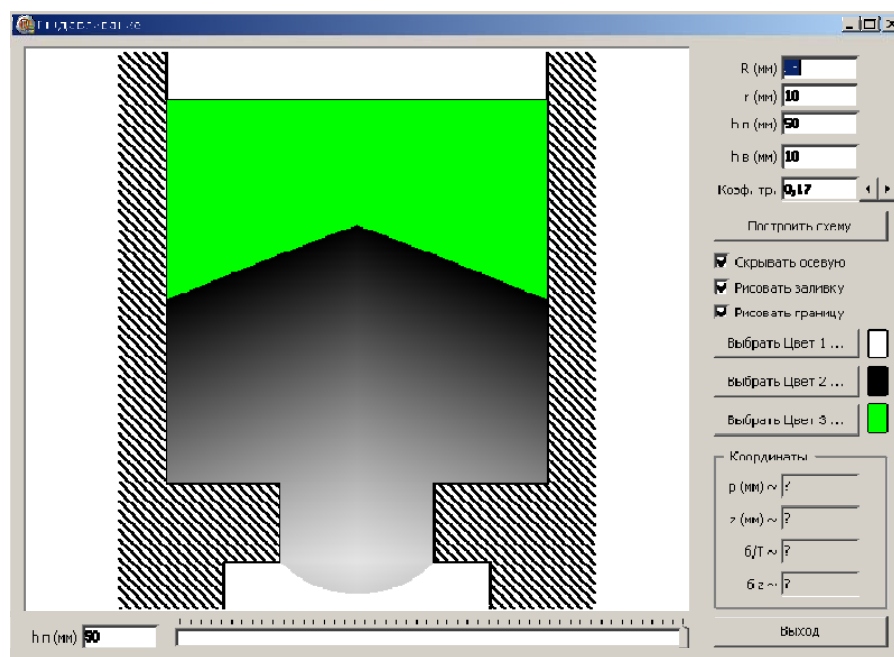 R (мм)
r (мм) 10
h п (мм) 50
h в (мм) 10
Коэф. тр. 0,17
Построить схему
Скрывать осевую
Рисовать заливку
Рисовать границу
Выбрать Цвет 1 ...
Выбрать Цвет 2 ...
Выбрать Цвет 3 ...
Координаты
p (мм) ~ ?
z (мм) ~ ?
б/Т ~ ?
б z ~ ?
h п (мм) 50
Выход